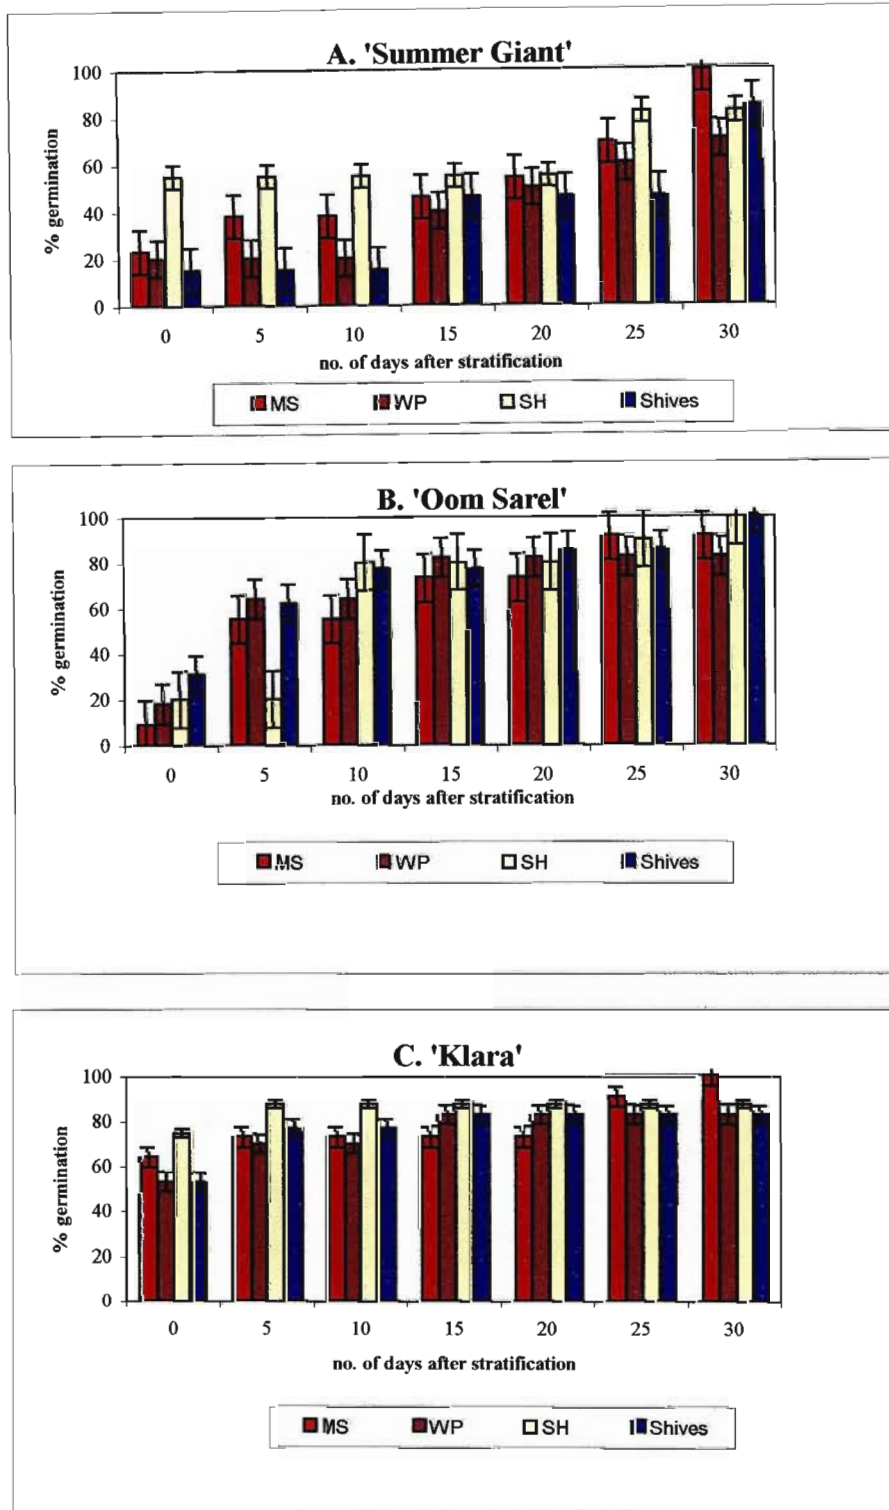 A. 'Summer Giant'
% germination
100
80
60
40
20
0
0 5 10 15 20 25 30
no. of days after stratification
MS WP SH Shives
B. 'Oom Sarel'
% germination
100
80
60
40
20
0
0 5 10 15 20 25 30
no. of days after stratification
MS WP SH Shives
C. 'Klara'
% germination
100
80
60
40
20
0
0 5 10 15 20 25 30
no. of days after stratification
MS WP SH Shives